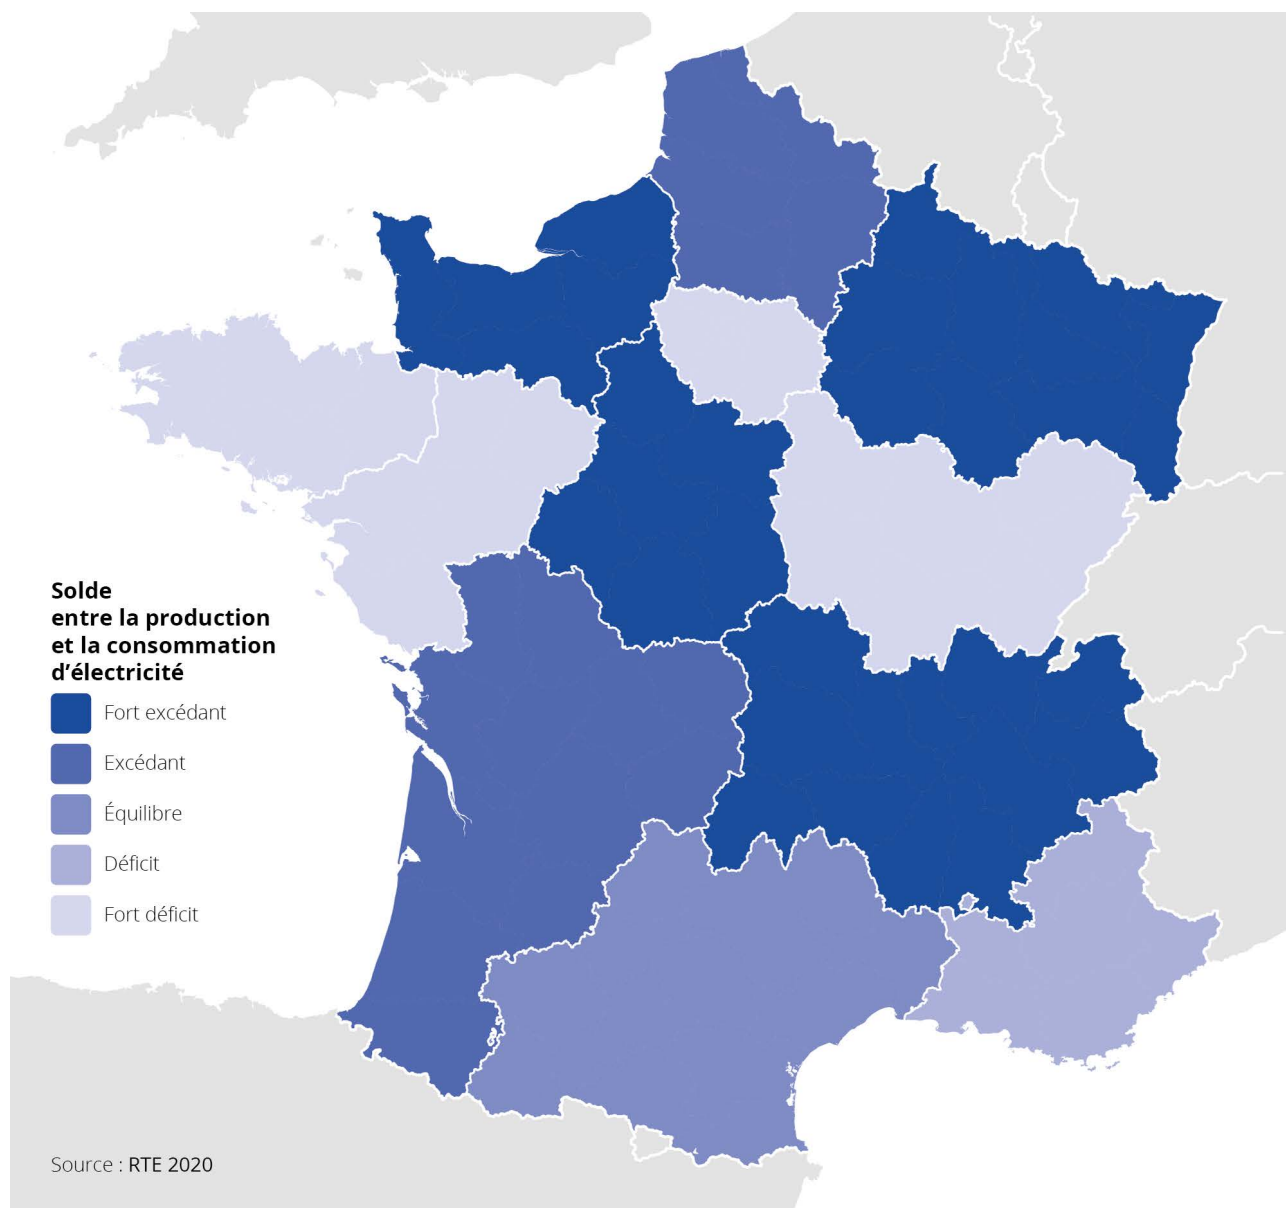 Solde
entre la production
et la consommation
d’électricité
Fort excédant
Excédant
Équilibre
Déficit
Fort déficit
Source : RTE 2020